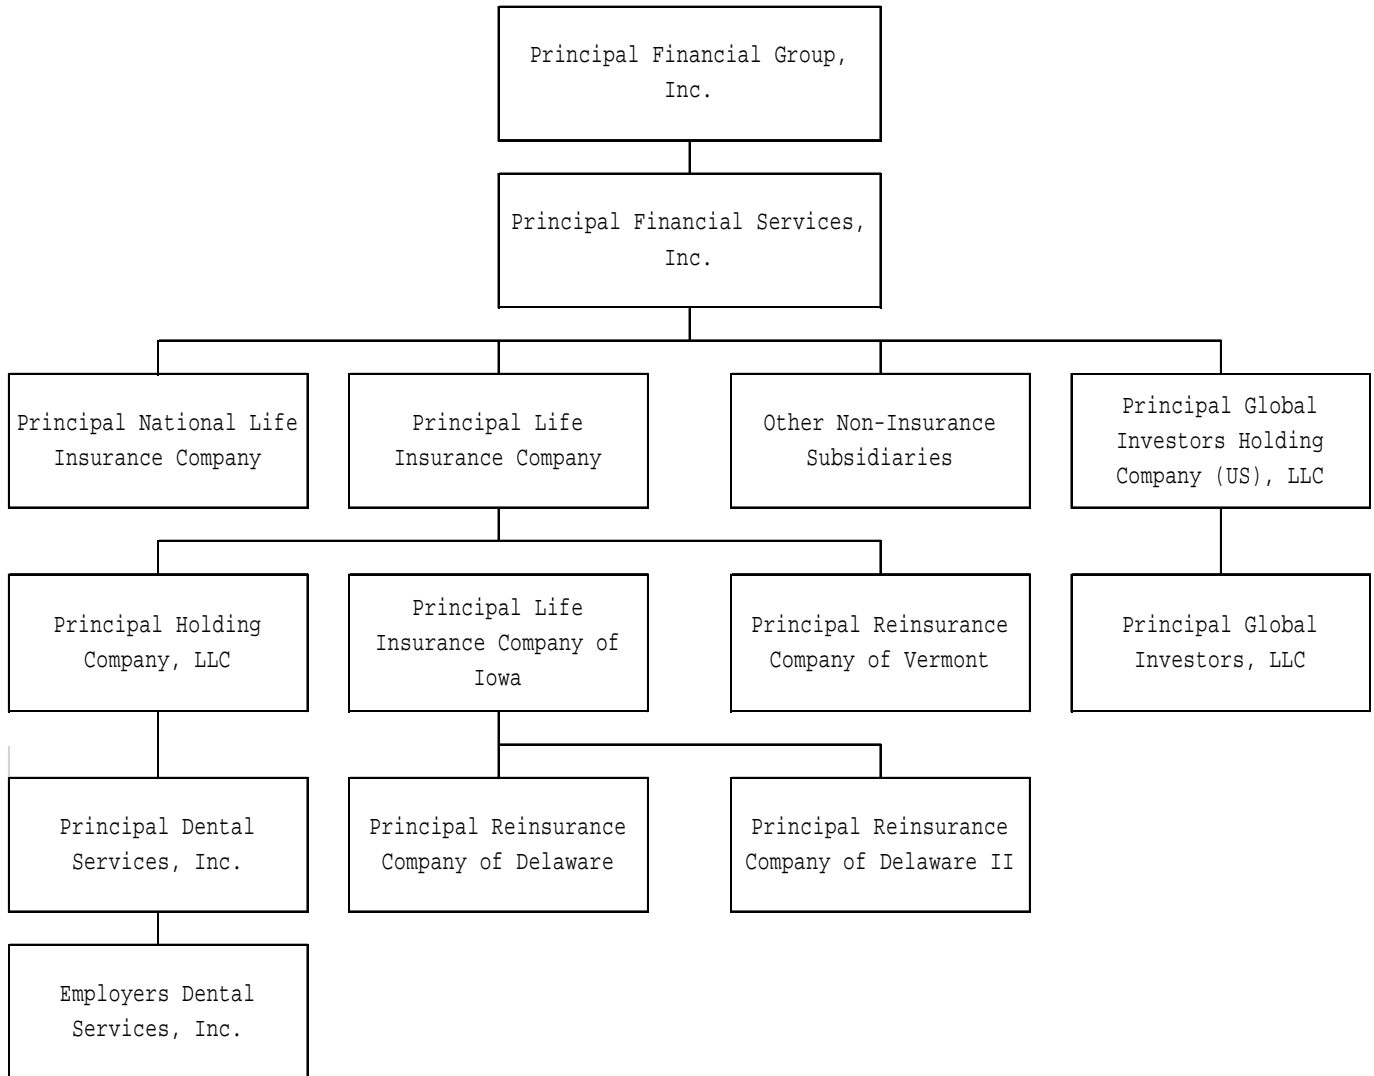 Principal Financial Group,
Inc.
Principal Financial Services,
Inc.
Principal National Life
Insurance Company
Principal Life
Insurance Company
Other Non-Insurance
Subsidiaries
Principal Global
Investors Holding
Company (US), LLC
Principal Holding
Company, LLC
Principal Life
Insurance Company of
Iowa
Principal Reinsurance
Company of Vermont
Principal Global
Investors, LLC
Principal Dental
Services, Inc.
Principal Reinsurance
Company of Delaware
Principal Reinsurance
Company of Delaware II
Employers Dental
Services, Inc.